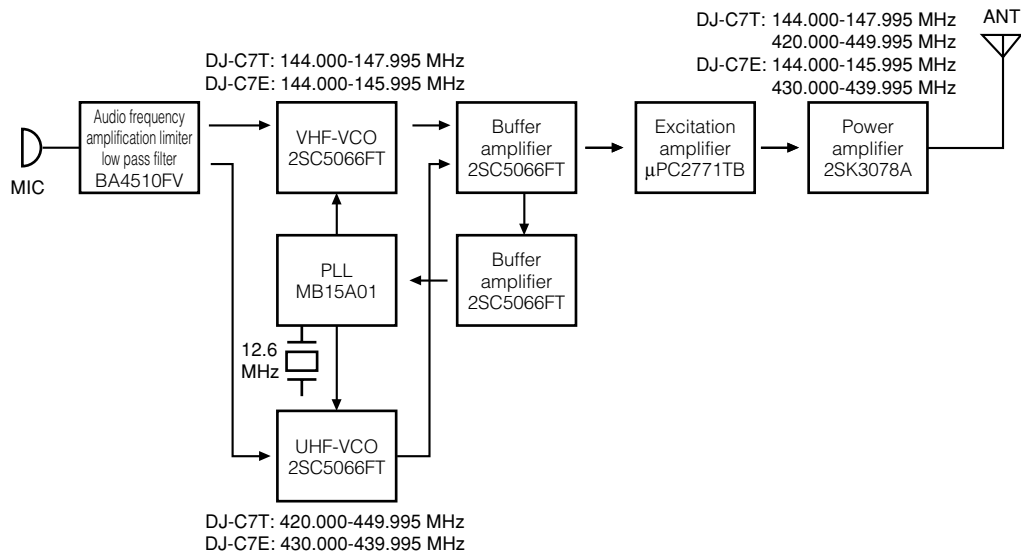 DJ-C7T: 144.000-147.995 MHz
420.000-449.995 MHz
DJ-C7E: 144.000-145.995 MHz
430.000-439.995 MHz
ANT
DJ-C7T: 144.000-147.995 MHz
DJ-C7E: 144.000-145.995 MHz
MIC
Audio frequency
amplification limiter
low pass filter
BA4510FV
VHF-VCO
2SC5066FT
Buffer
amplifier
2SC5066FT
Excitation
amplifier
μPC2771TB
Power
amplifier
2SK3078A
PLL
MB15A01
Buffer
amplifier
2SC5066FT
12.6
MHz
UHF-VCO
2SC5066FT
DJ-C7T: 420.000-449.995 MHz
DJ-C7E: 430.000-439.995 MHz